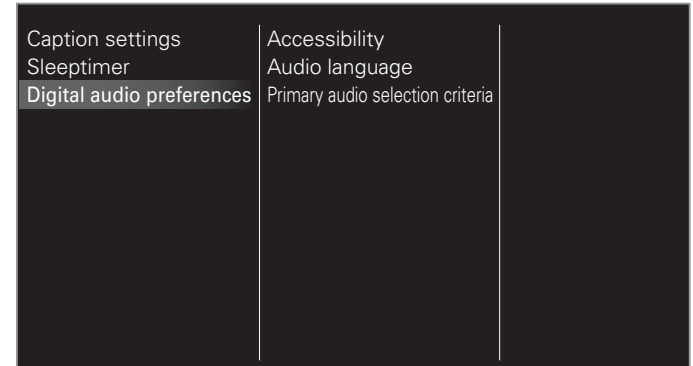 Caption settings
Sleeptimer
Digital audio preferences
Accessibility
Audio language
Primary audio selection criteria